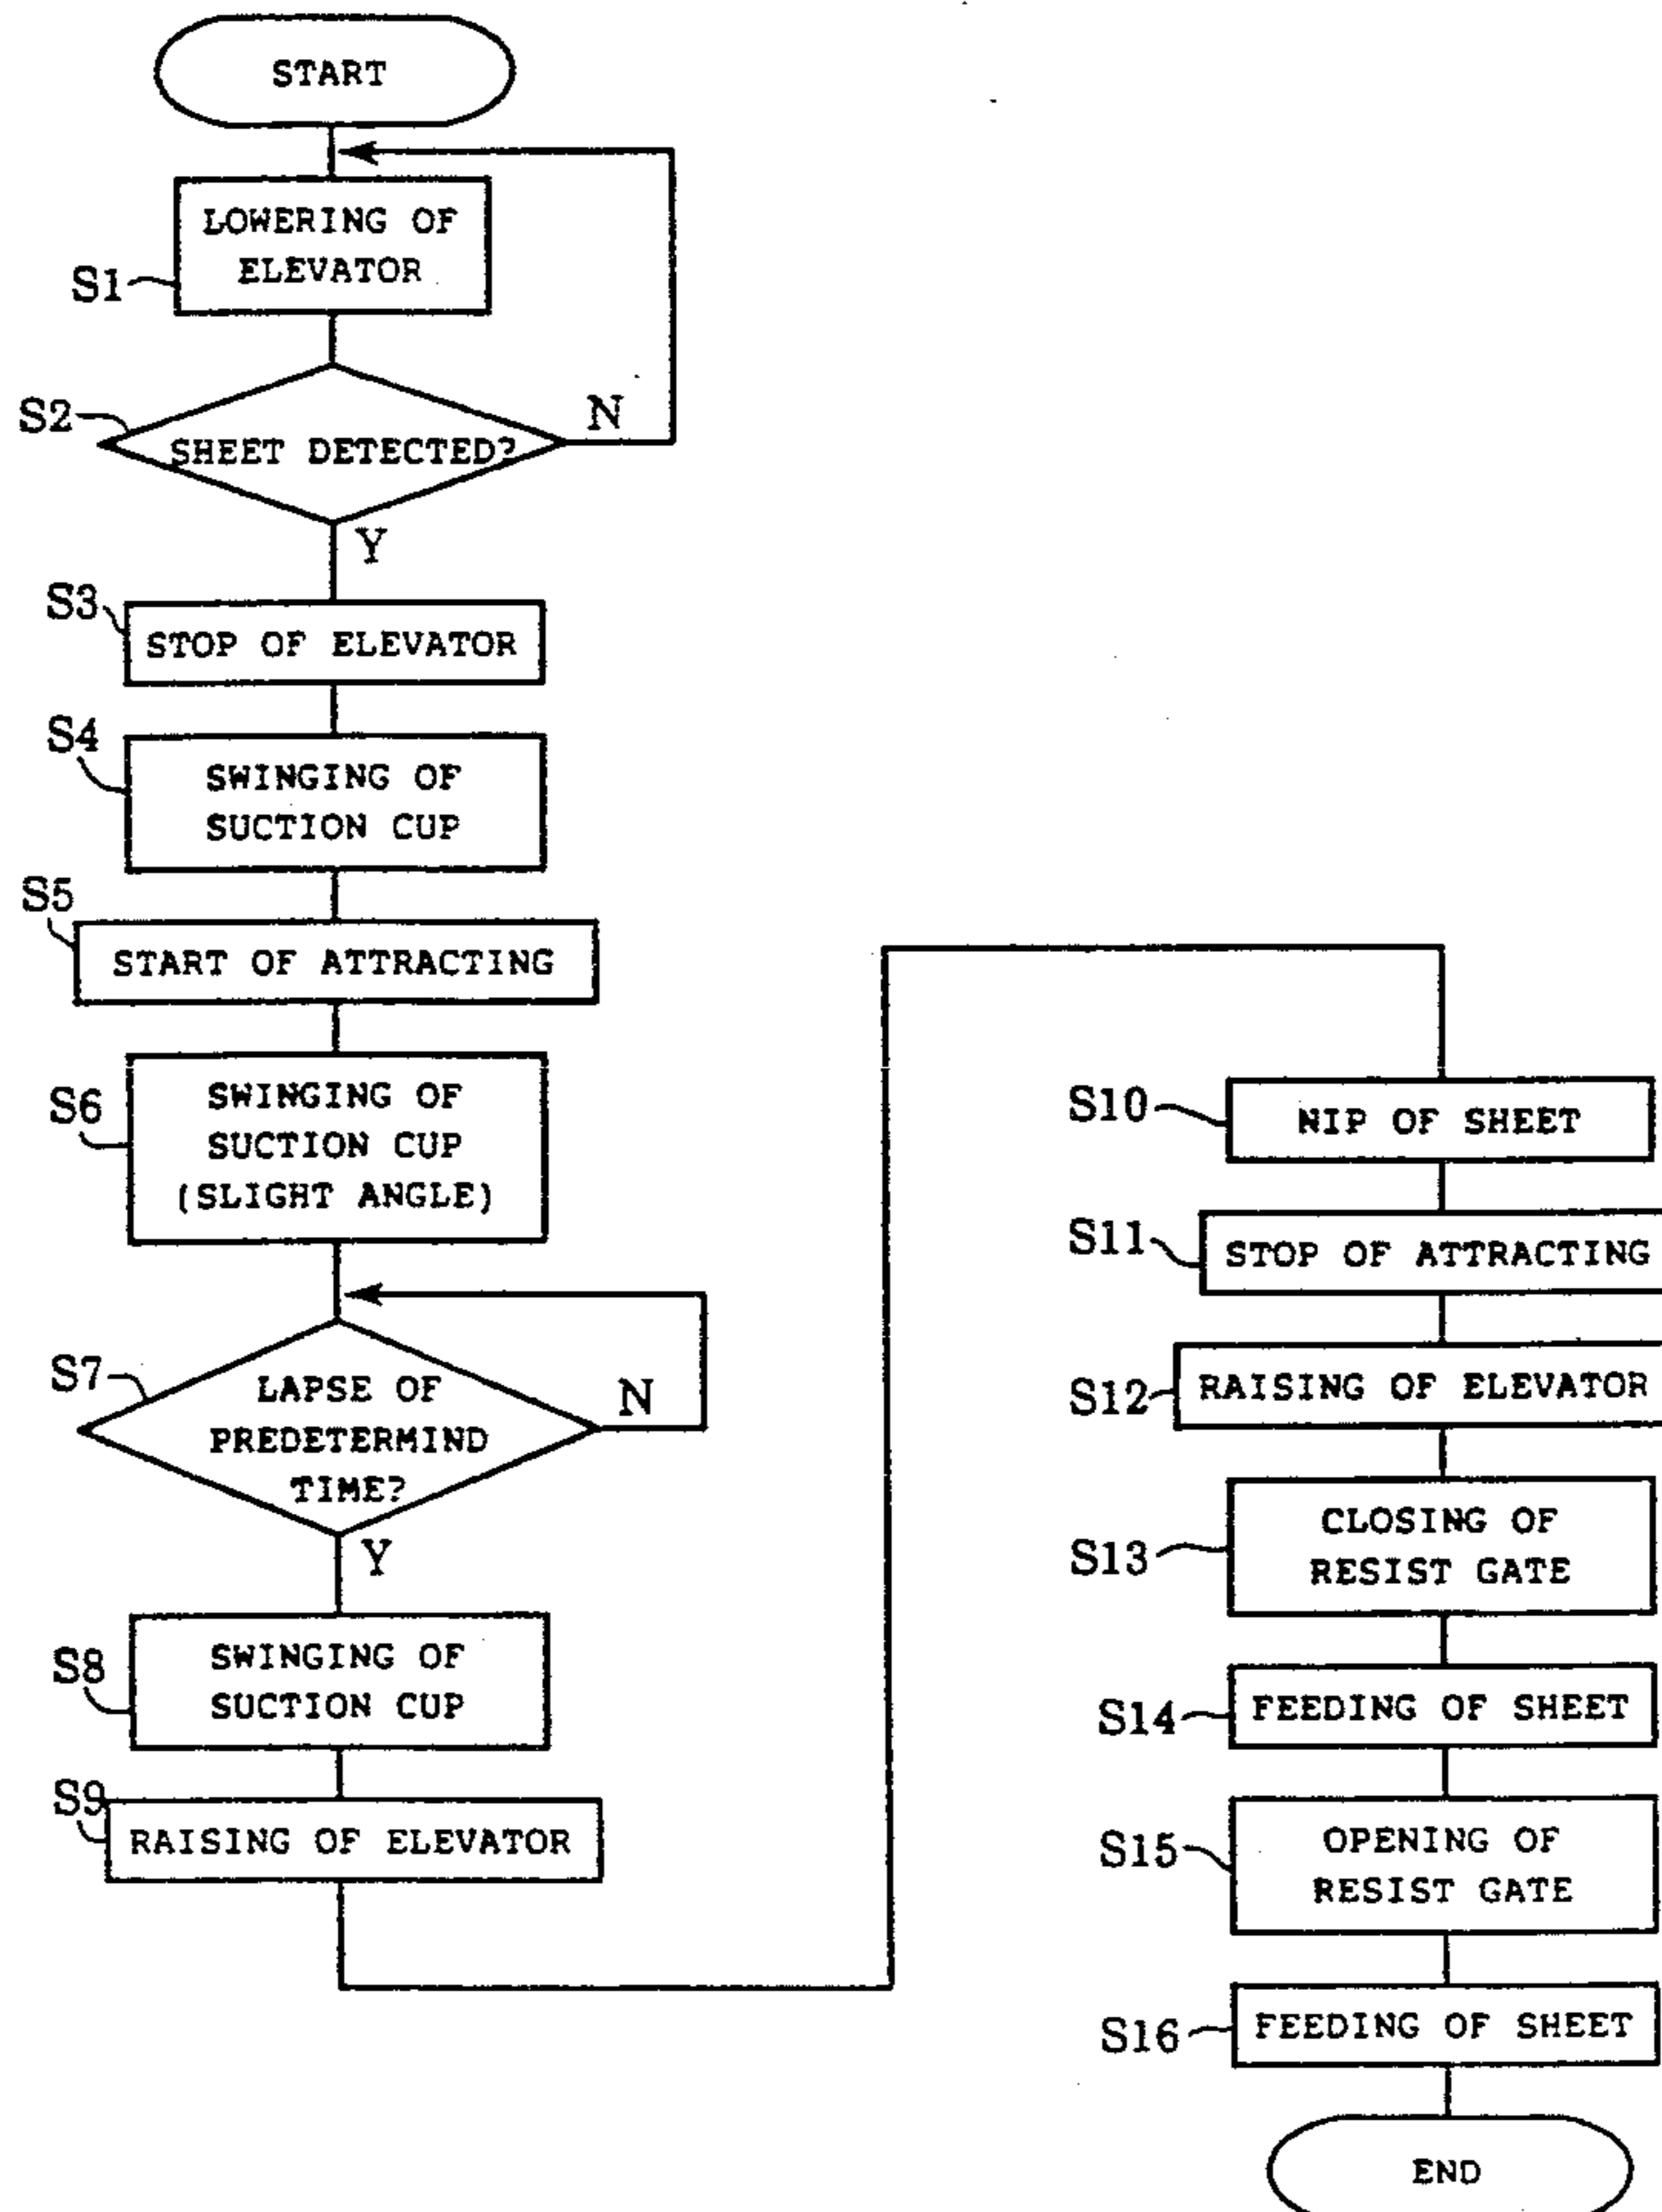 START
LOWERING OF
ELEVATOR
S1
S2
SHEET DETECTED?
N
Y
S3
STOP OF ELEVATOR
S4
SWINGING OF
SUCTION CUP
S5
START OF ATTRACTING
S6
SWINGING OF
SUCTION CUP
(SLIGHT ANGLE)
S7
LAPSE OF
PREDETERMIND
TIME?
N
Y
S8
SWINGING OF
SUCTION CUP
S9
RAISING OF ELEVATOR
S10
NIP OF SHEET
S11
STOP OF ATTRACTING
S12
RAISING OF ELEVATOR
S13
CLOSING OF
RESIST GATE
S14
FEEDING OF SHEET
S15
OPENING OF
RESIST GATE
S16
FEEDING OF SHEET
END